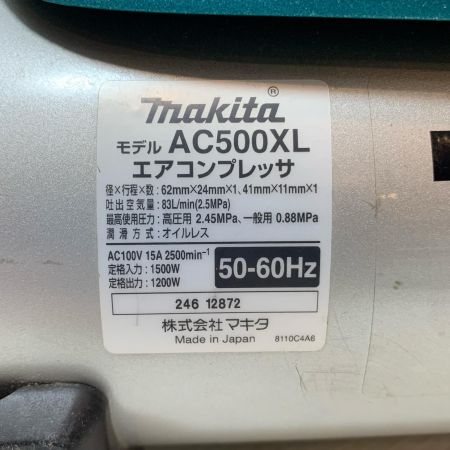 makita®
モデル AC500XL
エアコンプレッサ
径×行程×数：62mm×24mm×1、41mm×11mm×1
吐出空気量：83L/min(2.5MPa)
最高使用圧力：高圧用 2.45MPa、一般用 0.88MPa
潤滑方式：オイルレス
AC100V 15A 2500min⁻¹
定格入力：1500W
定格出力：1200W
50-60Hz
246 12872
株式会社 マキタ
Made in Japan
8110C4A6